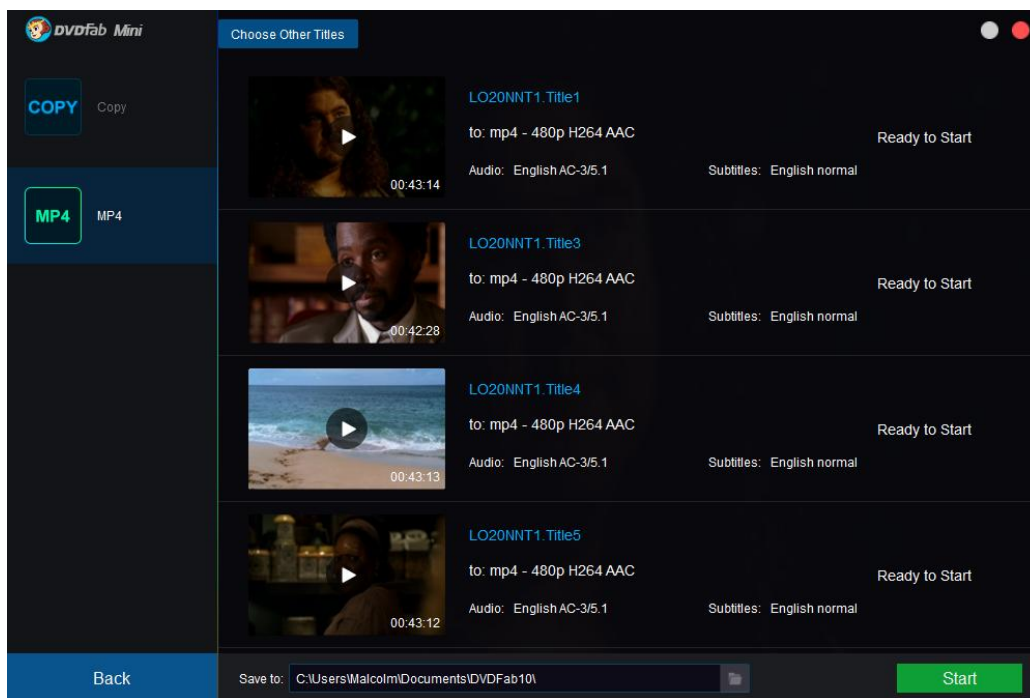 DVDFab Mini
Choose Other Titles
COPY Copy
MP4 MP4
LO20NNT1.Title1
to: mp4 - 480p H264 AAC
Ready to Start
Audio: English AC-3/5.1 Subtitles: English normal
00:43:14
LO20NNT1.Title3
to: mp4 - 480p H264 AAC
Ready to Start
Audio: English AC-3/5.1 Subtitles: English normal
00:42:28
LO20NNT1.Title4
to: mp4 - 480p H264 AAC
Ready to Start
Audio: English AC-3/5.1 Subtitles: English normal
00:43:13
LO20NNT1.Title5
to: mp4 - 480p H264 AAC
Ready to Start
Audio: English AC-3/5.1 Subtitles: English normal
00:43:12
Back
Save to: C:\Users\Malcolm\Documents\DVDFab10\
Start